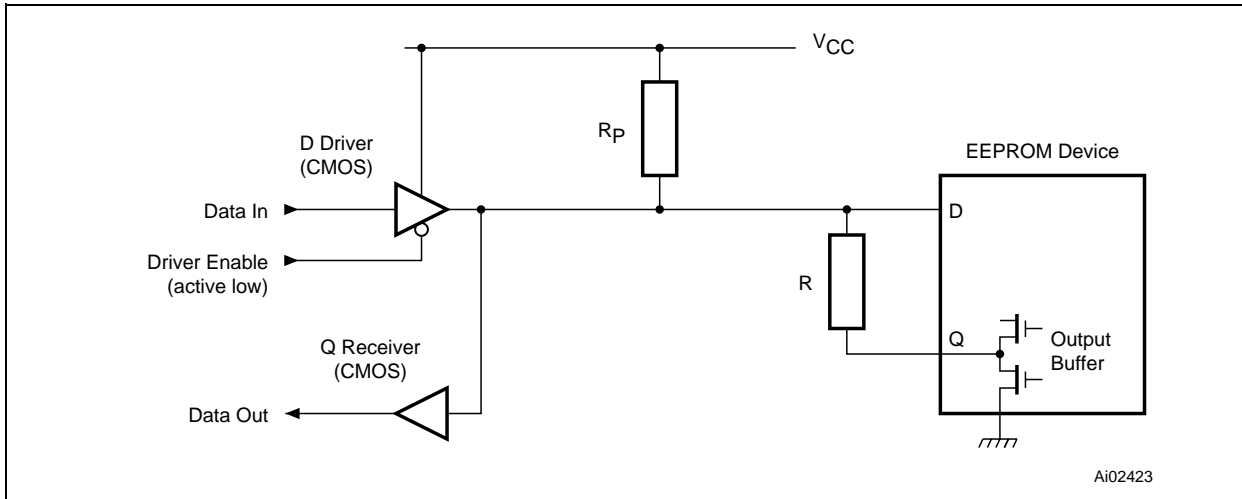 VCC
D Driver
(CMOS)
RP
EEPROM Device
Data In
D
Driver Enable
(active low)
R
Q
Output
Buffer
Q Receiver
(CMOS)
Data Out
Ai02423